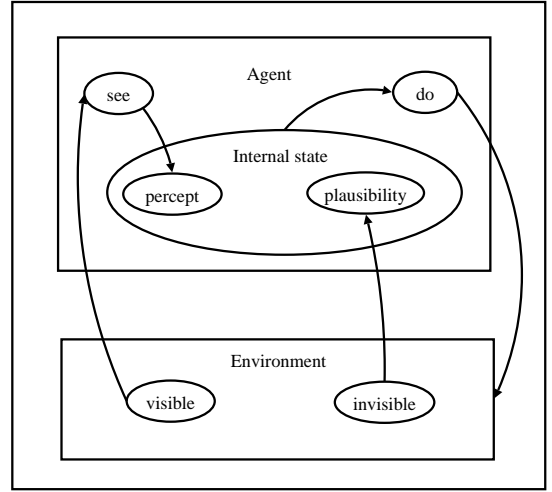 Agent
see
do
Internal state
percept
plausibility
Environment
visible
invisible